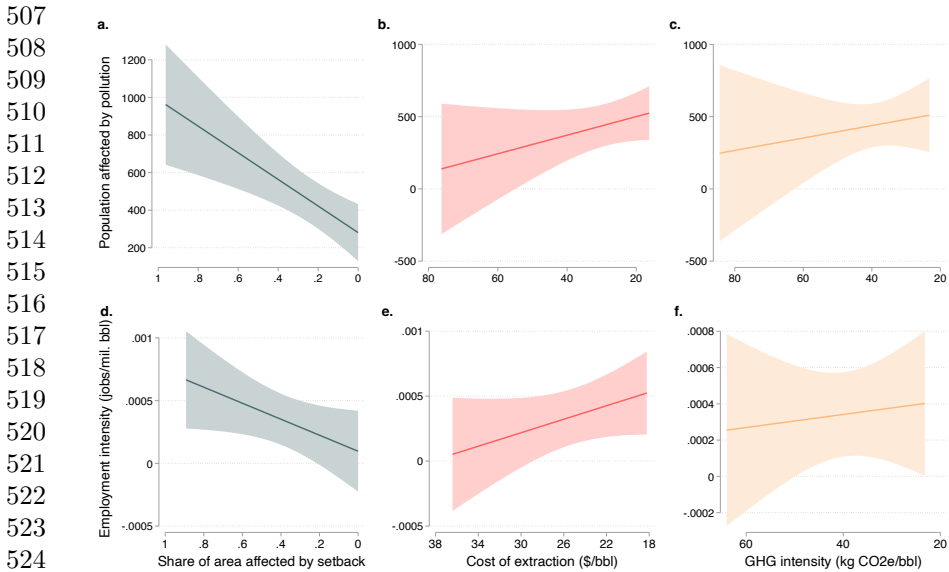 507
508
509
510
511
512
513
514
515
516
517
518
519
520
521
522
523
524
a.
Population affected by pollution
1200
1000
800
600
400
200
1 .8 .6 .4 .2 0
b.
1000
500
0
-500
80 60 40 20
c.
1000
500
0
-500
80 60 40 20
d.
Employment intensity (jobs/mil. bbl)
.001
.0005
0
-.0005
1 .8 .6 .4 .2 0
Share of area affected by setback
e.
.001
.0005
0
-.0005
38 34 30 26 22 18
Cost of extraction ($/bbl)
f.
.0008
.0006
.0004
.0002
0
-.0002
60 40 20
GHG intensity (kg CO2e/bbl)